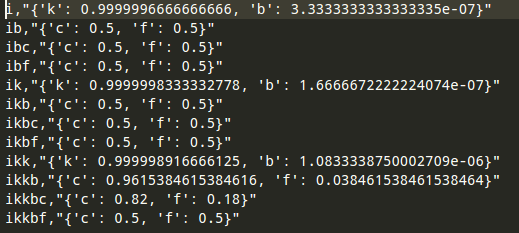 i,"{'k': 0.9999996666666666, 'b': 3.3333333333333335e-07}"
ib,"{'c': 0.5, 'f': 0.5}"
ibc,"{'c': 0.5, 'f': 0.5}"
ibf,"{'c': 0.5, 'f': 0.5}"
ik,"{'k': 0.9999998333332778, 'b': 1.6666672222224074e-07}"
ikb,"{'c': 0.5, 'f': 0.5}"
ikbc,"{'c': 0.5, 'f': 0.5}"
ikbf,"{'c': 0.5, 'f': 0.5}"
ikk,"{'k': 0.999998916666125, 'b': 1.0833338750002709e-06}"
ikkb,"{'c': 0.9615384615384616, 'f': 0.038461538461538464}"
ikkbc,"{'c': 0.82, 'f': 0.18}"
ikkbf,"{'c': 0.5, 'f': 0.5}"